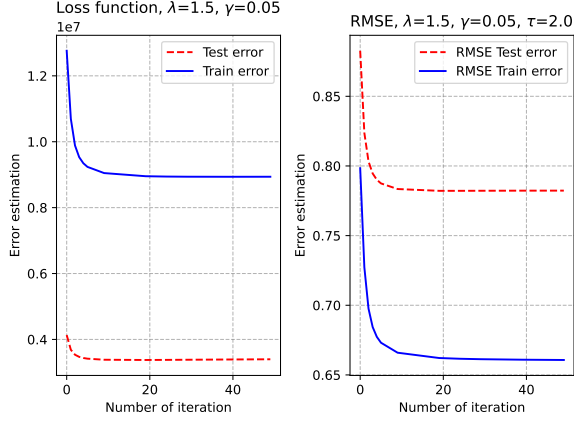 Loss function, λ=1.5, γ=0.05
1e7
Test error
Train error
1.2
1.0
0.8
0.6
0.4
Error estimation
0
20
40
Number of iteration
RMSE, λ=1.5, γ=0.05, τ=2.0
RMSE Test error
RMSE Train error
0.85
0.80
0.75
0.70
0.65
Error estimation
0
20
40
Number of iteration